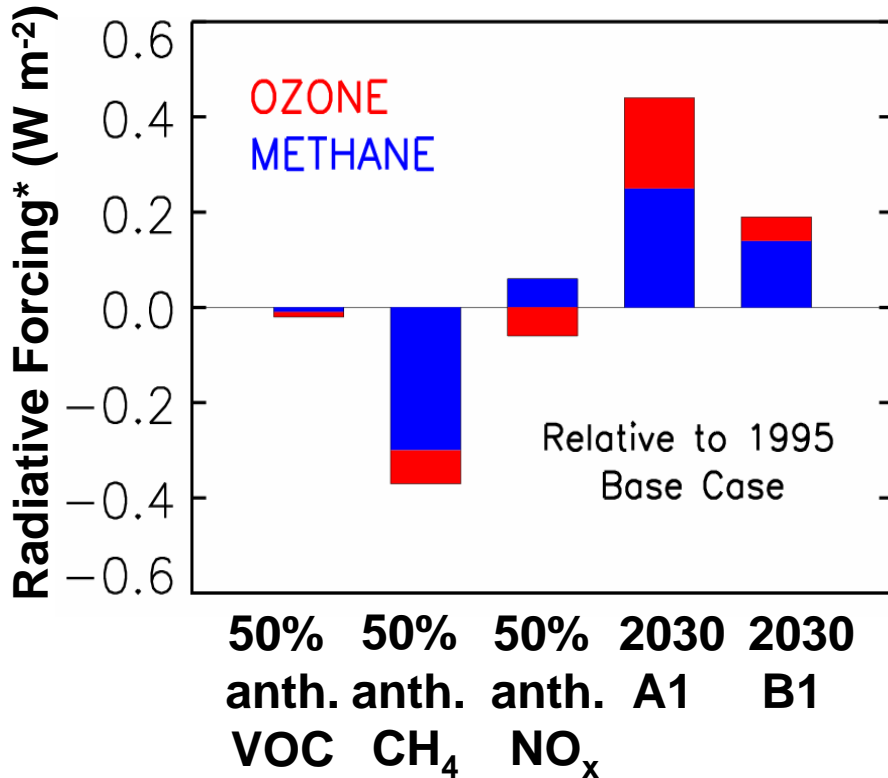 Radiative Forcing* (W m-2)
0.6
0.4
0.2
0.0
−0.2
−0.4
−0.6
OZONE
METHANE
Relative to 1995
Base Case
50% 50% 50% 2030 2030
anth. anth. anth. A1 B1
VOC CH4 NOx